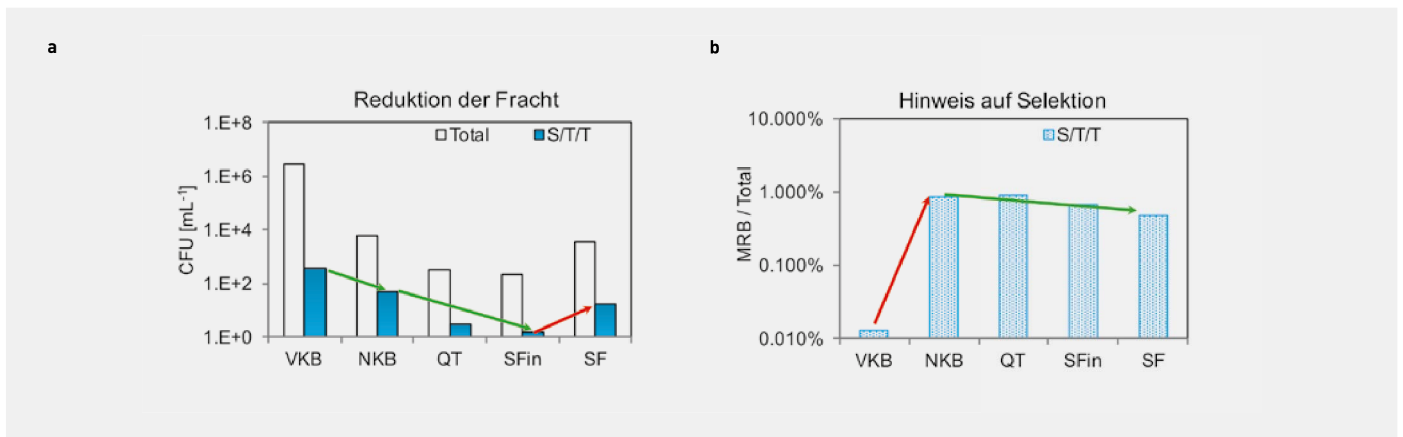 a
Reduktion der Fracht
Total
S/T/T
CFU [mL⁻¹]
1.E+8
1.E+6
1.E+4
1.E+2
1.E+0
VKB
NKB
QT
SFin
SF
b
Hinweis auf Selektion
S/T/T
MRB / Total
10.000%
1.000%
0.100%
0.010%
VKB
NKB
QT
SFin
SF